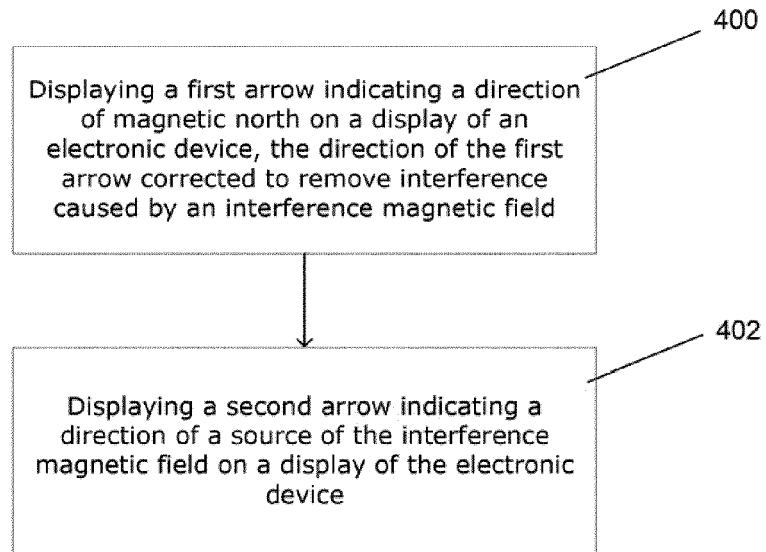 400
Displaying a first arrow indicating a direction
of magnetic north on a display of an
electronic device, the direction of the first
arrow corrected to remove interference
caused by an interference magnetic field
402
Displaying a second arrow indicating a
direction of a source of the interference
magnetic field on a display of the electronic
device